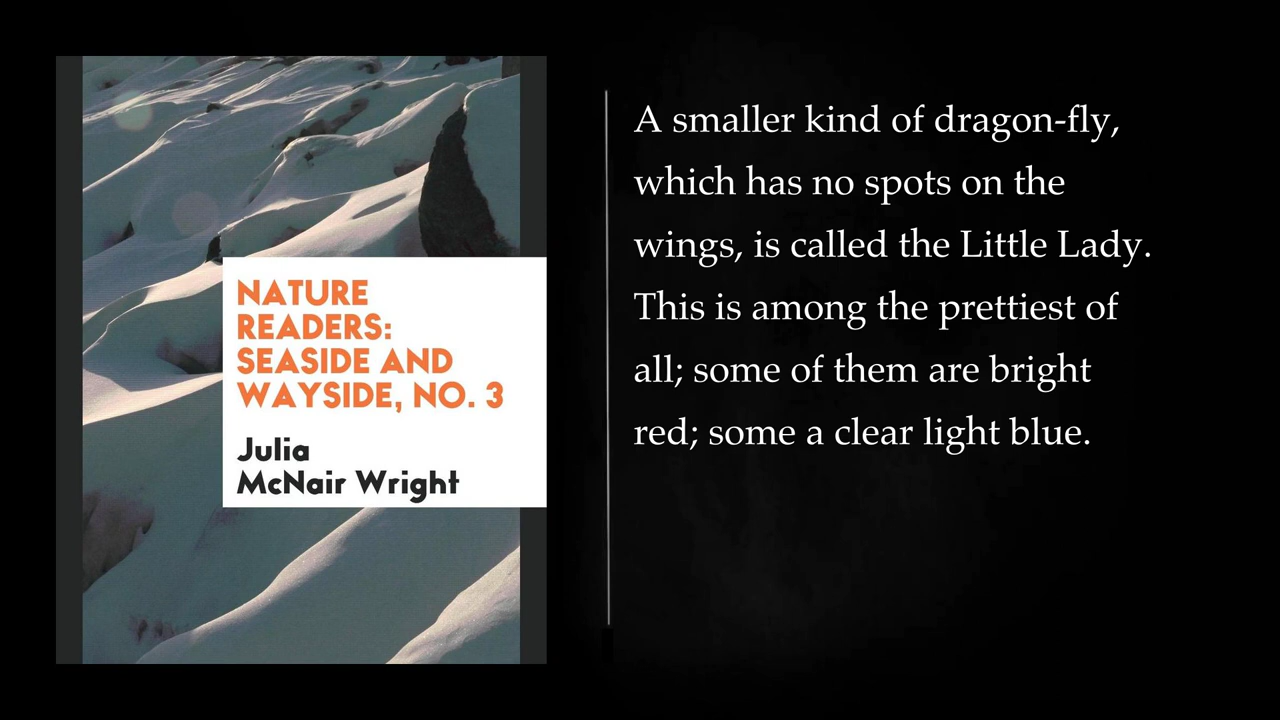 NATURE
READERS:
SEASIDE AND
WAYSIDE, NO. 3
Julia
McNair Wright
A smaller kind of dragon-fly,
which has no spots on the
wings, is called the Little Lady.
This is among the prettiest of
all; some of them are bright
red; some a clear light blue.